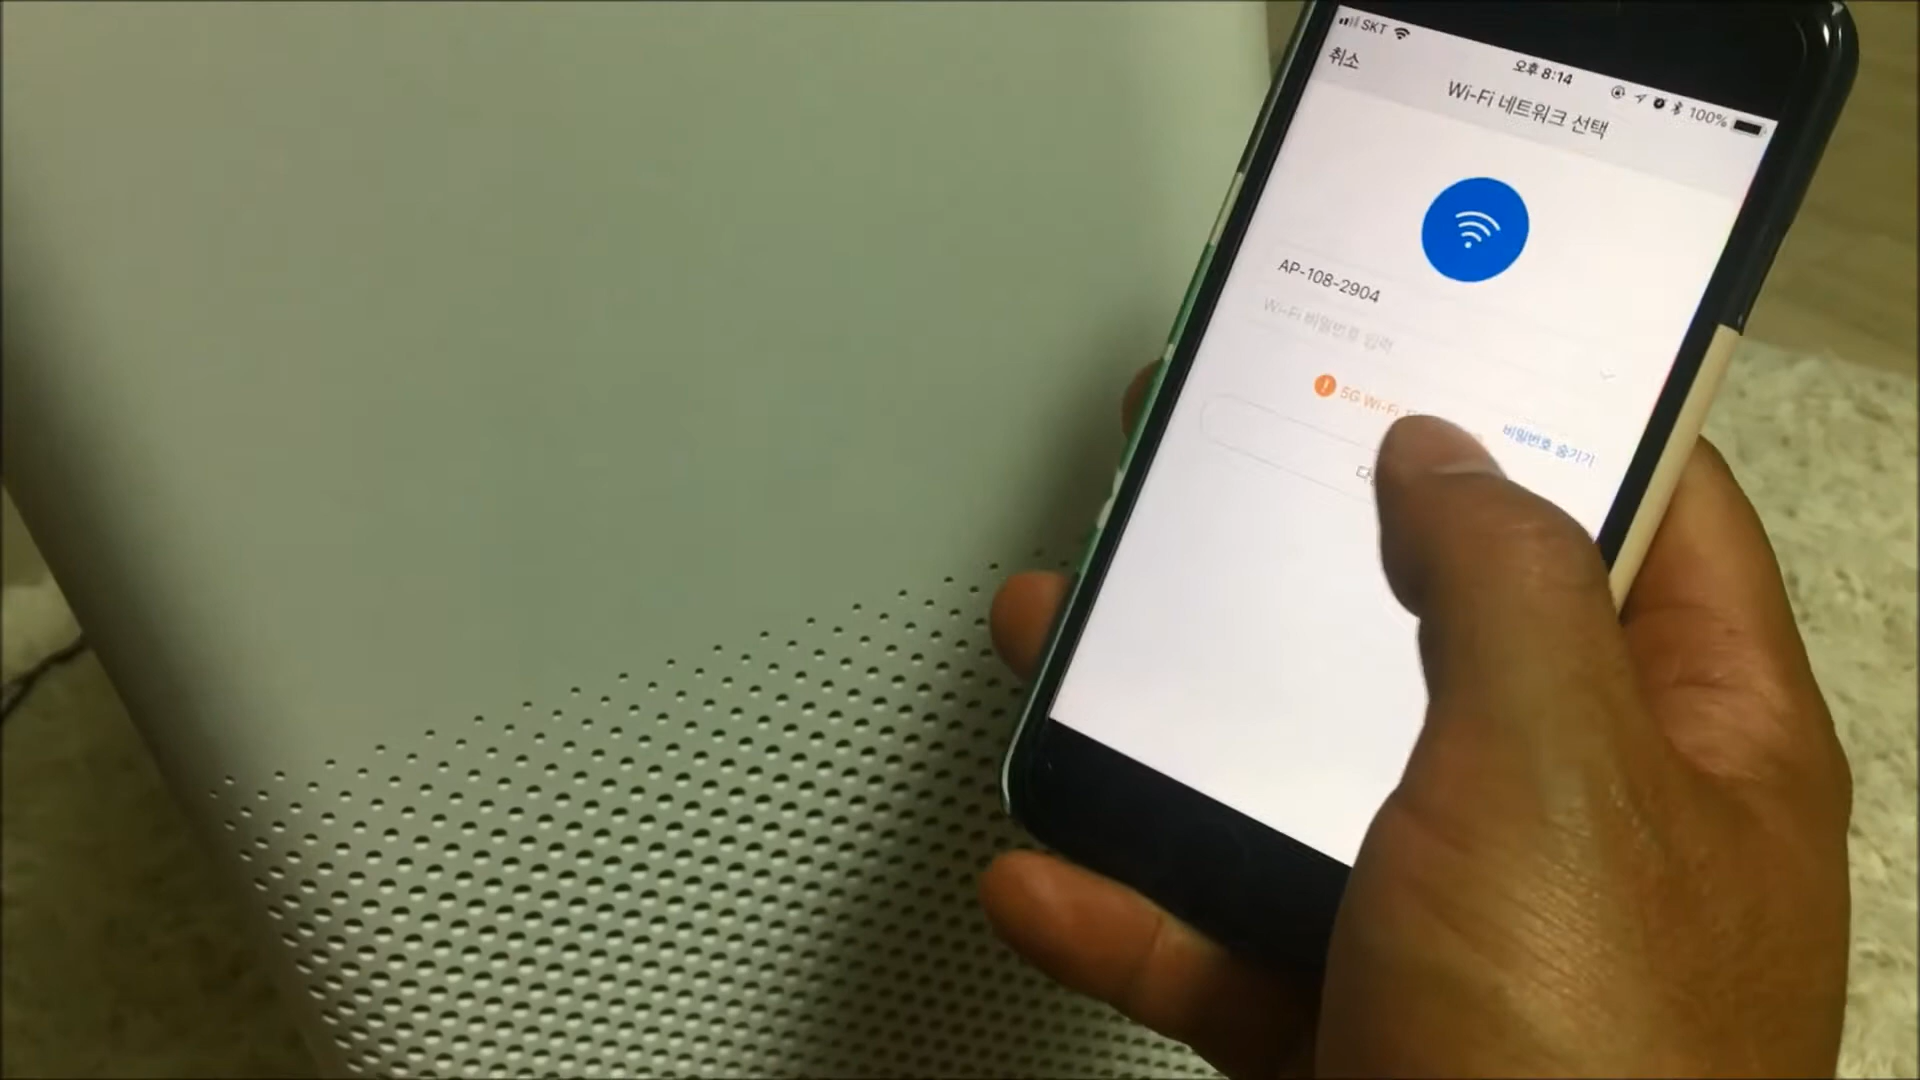 SKT
오후 8:14
100%
취소
Wi-Fi 네트워크 선택
AP-108-2904
Wi-Fi 비밀번호 입력
5G Wi-Fi
비밀번호 숨기기